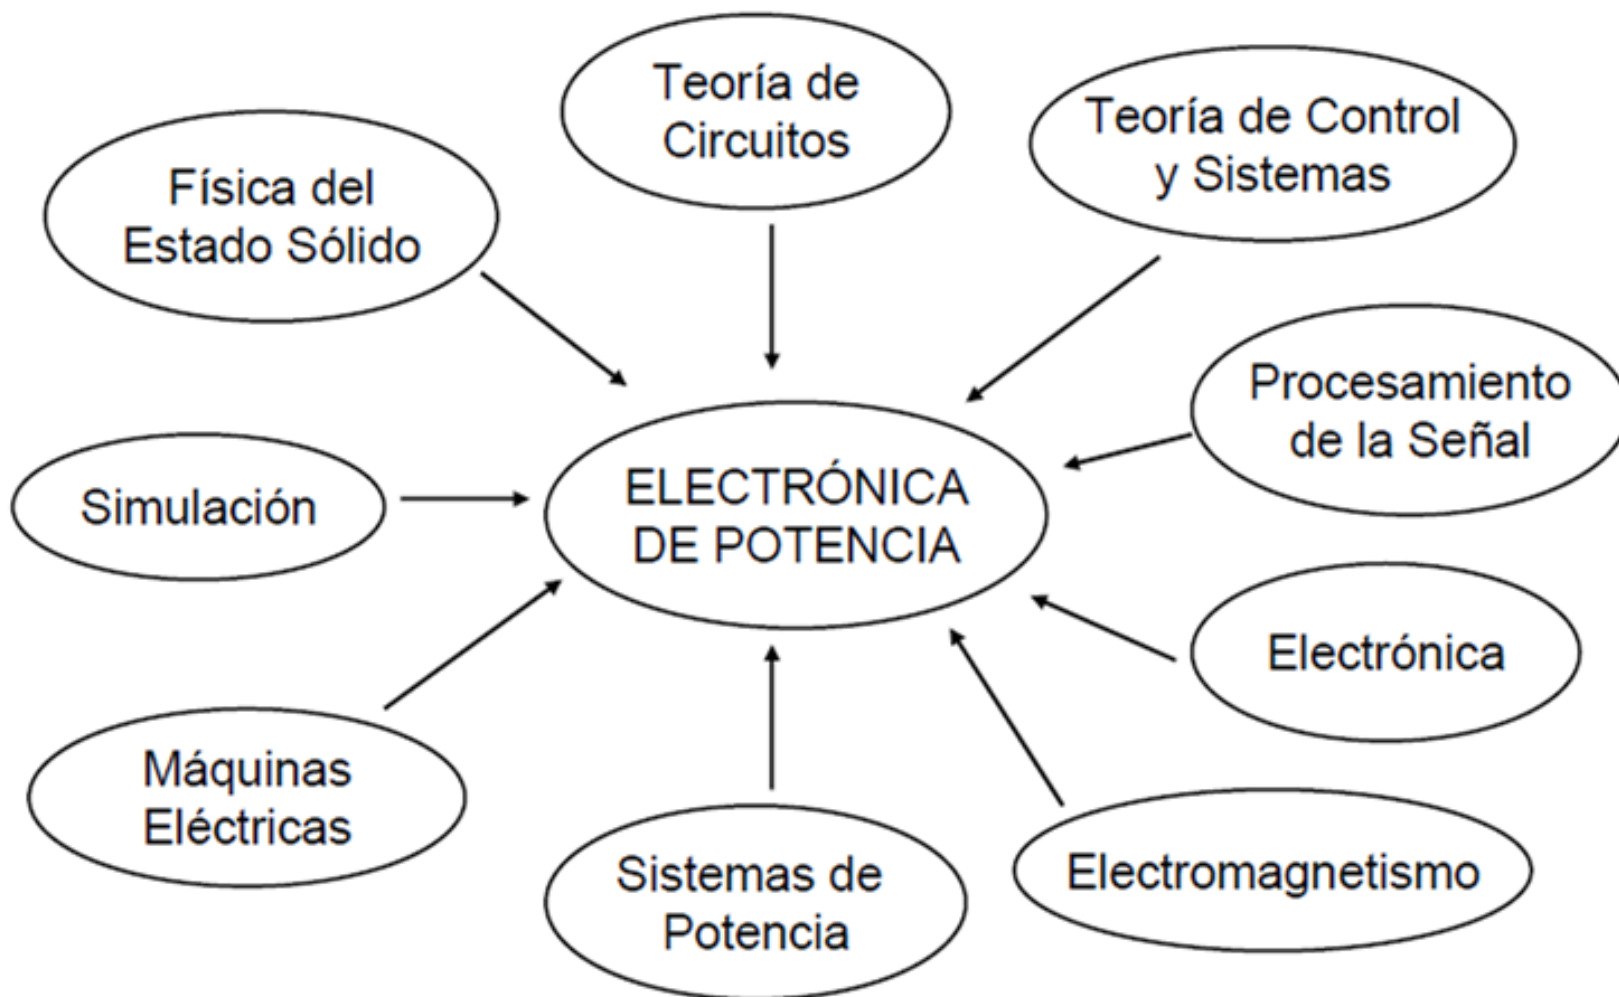 Teoría de
Circuitos
Teoría de Control
y Sistemas
Física del
Estado Sólido
Procesamiento
de la Señal
Simulación
ELECTRÓNICA
DE POTENCIA
Electrónica
Máquinas
Eléctricas
Sistemas de
Potencia
Electromagnetismo